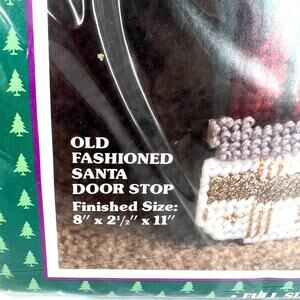 OLD
FASHIONED
SANTA
DOOR STOP
Finished Size:
8" x 2½" x 11"